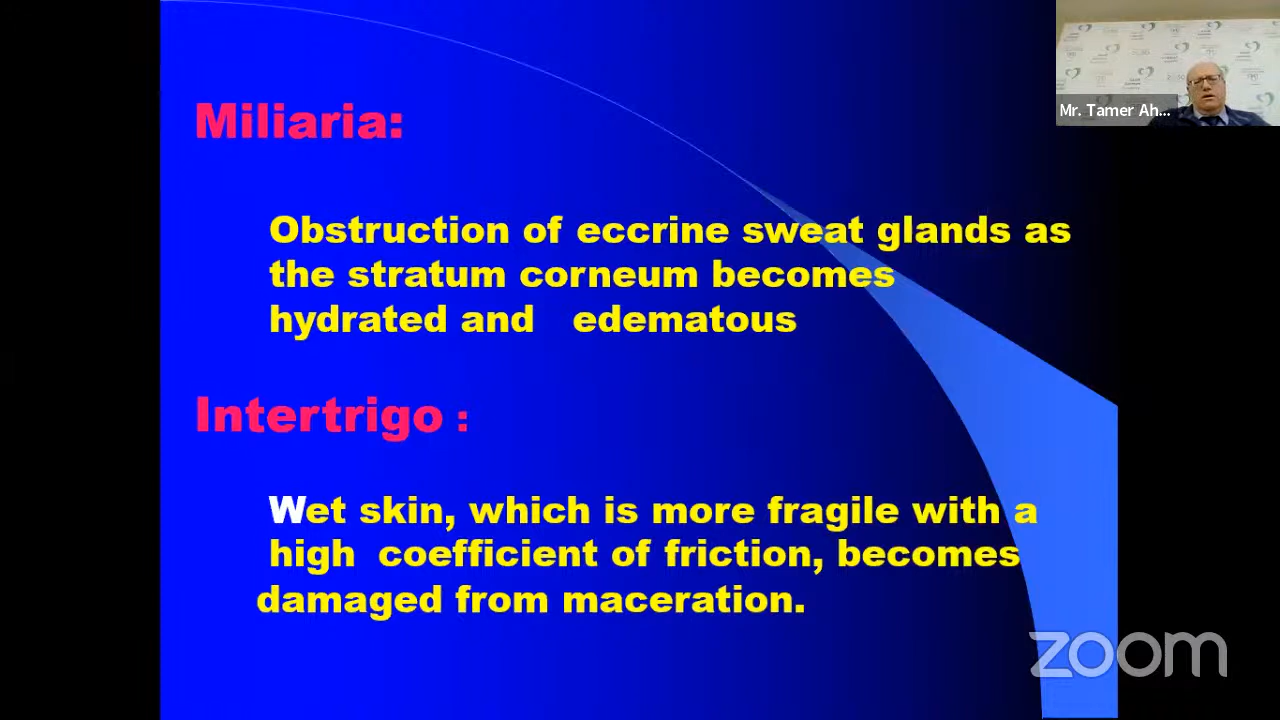 Miliaria:
Mr. Tamer Ah...
Obstruction of eccrine sweat glands as
the stratum corneum becomes
hydrated and edematous
Intertrigo :
Wet skin, which is more fragile with a
high coefficient of friction, becomes
damaged from maceration.
zoom